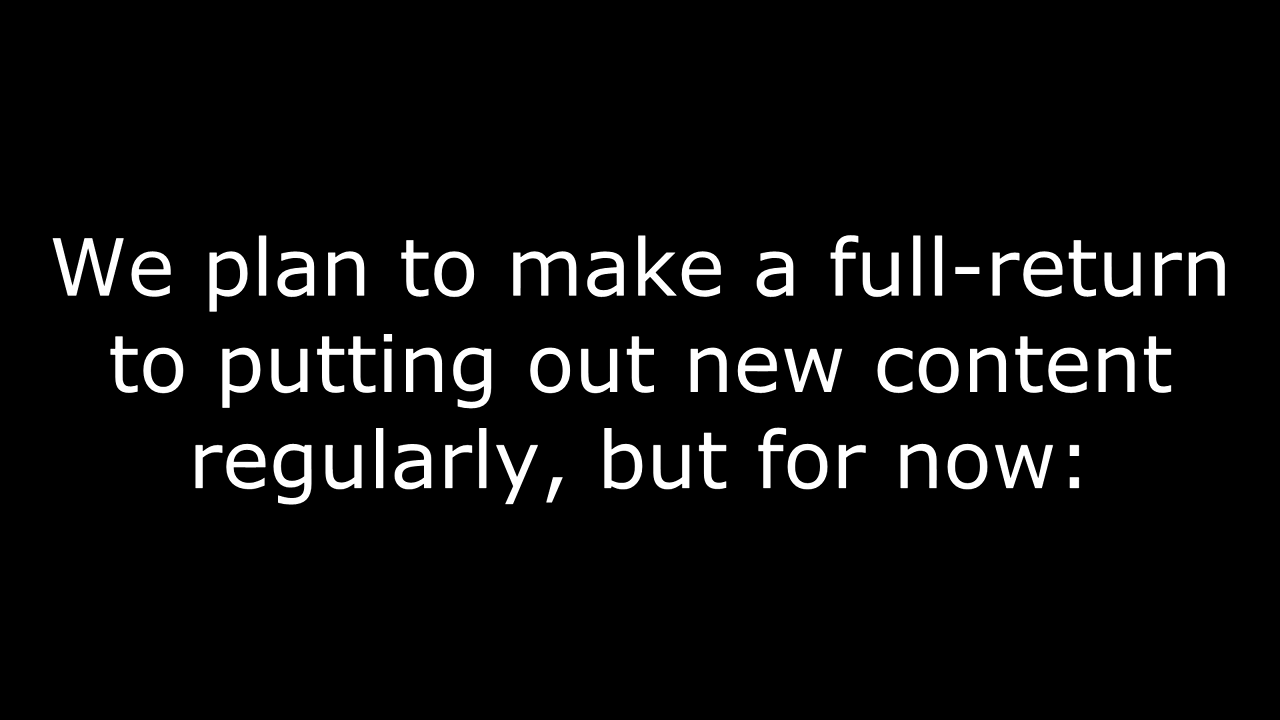 We plan to make a full-return
to putting out new content
regularly, but for now: